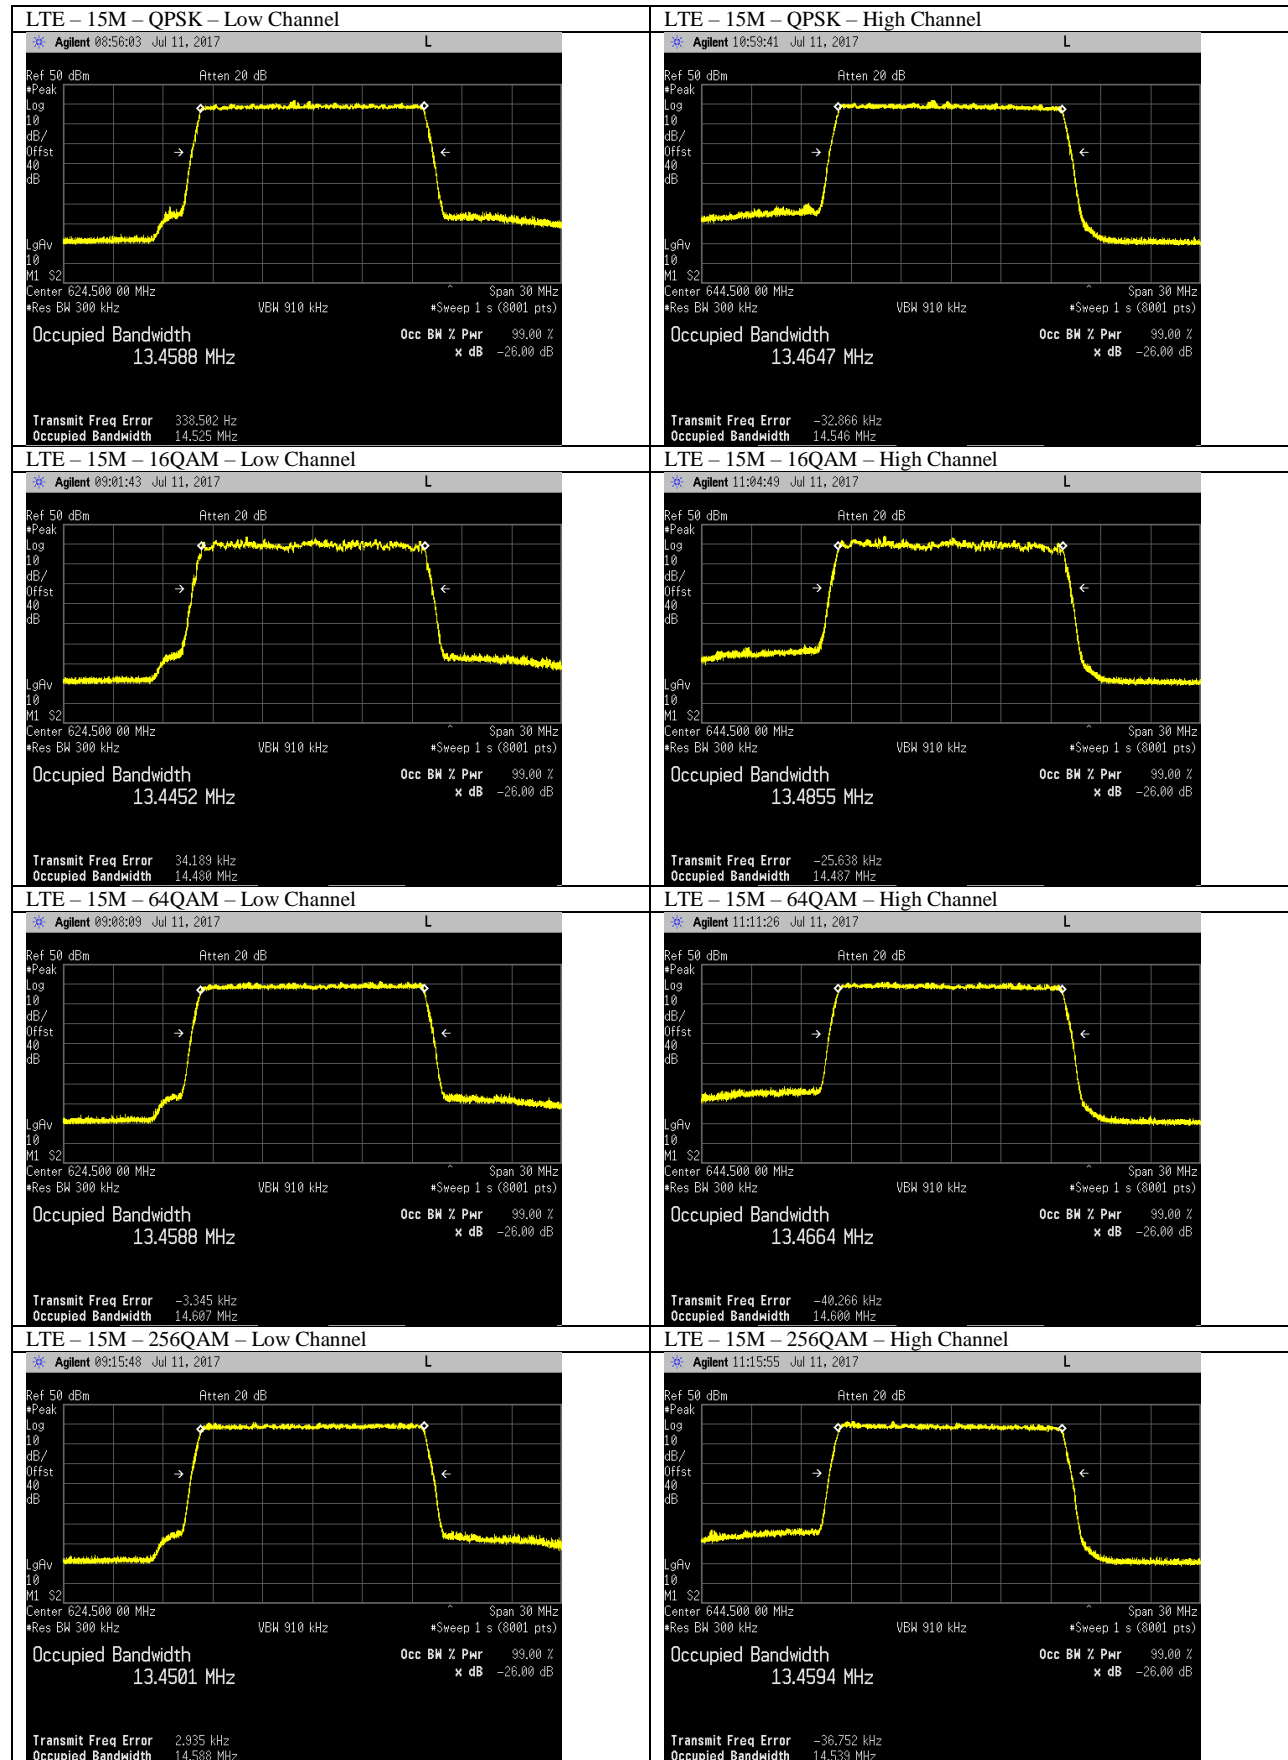 LTE – 15M – QPSK – Low Channel
Agilent 08:56:03 Jul 11, 2017 L
Ref 50 dBm Atten 20 dB
#Peak
Log
10
dB/
Offst
40
dB
LgAv
10
M1 S2
Center 624.500 00 MHz Span 30 MHz
#Res BW 300 kHz VBW 910 kHz #Sweep 1 s (8001 pts)
Occupied Bandwidth Occ BW % Pwr 99.00 %
13.4588 MHz x dB -26.00 dB
Transmit Freq Error 338.502 Hz
Occupied Bandwidth 14.525 MHz
LTE – 15M – QPSK – High Channel
Agilent 10:59:41 Jul 11, 2017 L
Ref 50 dBm Atten 20 dB
#Peak
Log
10
dB/
Offst
40
dB
LgAv
10
M1 S2
Center 644.500 00 MHz Span 30 MHz
#Res BW 300 kHz VBW 910 kHz #Sweep 1 s (8001 pts)
Occupied Bandwidth Occ BW % Pwr 99.00 %
13.4647 MHz x dB -26.00 dB
Transmit Freq Error -32.866 kHz
Occupied Bandwidth 14.546 MHz
LTE – 15M – 16QAM – Low Channel
Agilent 09:01:43 Jul 11, 2017 L
Ref 50 dBm Atten 20 dB
#Peak
Log
10
dB/
Offst
40
dB
LgAv
10
M1 S2
Center 624.500 00 MHz Span 30 MHz
#Res BW 300 kHz VBW 910 kHz #Sweep 1 s (8001 pts)
Occupied Bandwidth Occ BW % Pwr 99.00 %
13.4452 MHz x dB -26.00 dB
Transmit Freq Error 34.189 kHz
Occupied Bandwidth 14.480 MHz
LTE – 15M – 16QAM – High Channel
Agilent 11:04:49 Jul 11, 2017 L
Ref 50 dBm Atten 20 dB
#Peak
Log
10
dB/
Offst
40
dB
LgAv
10
M1 S2
Center 644.500 00 MHz Span 30 MHz
#Res BW 300 kHz VBW 910 kHz #Sweep 1 s (8001 pts)
Occupied Bandwidth Occ BW % Pwr 99.00 %
13.4855 MHz x dB -26.00 dB
Transmit Freq Error -25.638 kHz
Occupied Bandwidth 14.487 MHz
LTE – 15M – 64QAM – Low Channel
Agilent 09:08:09 Jul 11, 2017 L
Ref 50 dBm Atten 20 dB
#Peak
Log
10
dB/
Offst
40
dB
LgAv
10
M1 S2
Center 624.500 00 MHz Span 30 MHz
#Res BW 300 kHz VBW 910 kHz #Sweep 1 s (8001 pts)
Occupied Bandwidth Occ BW % Pwr 99.00 %
13.4588 MHz x dB -26.00 dB
Transmit Freq Error -3.345 kHz
Occupied Bandwidth 14.607 MHz
LTE – 15M – 64QAM – High Channel
Agilent 11:11:26 Jul 11, 2017 L
Ref 50 dBm Atten 20 dB
#Peak
Log
10
dB/
Offst
40
dB
LgAv
10
M1 S2
Center 644.500 00 MHz Span 30 MHz
#Res BW 300 kHz VBW 910 kHz #Sweep 1 s (8001 pts)
Occupied Bandwidth Occ BW % Pwr 99.00 %
13.4664 MHz x dB -26.00 dB
Transmit Freq Error -40.266 kHz
Occupied Bandwidth 14.600 MHz
LTE – 15M – 256QAM – Low Channel
Agilent 09:15:48 Jul 11, 2017 L
Ref 50 dBm Atten 20 dB
#Peak
Log
10
dB/
Offst
40
dB
LgAv
10
M1 S2
Center 624.500 00 MHz Span 30 MHz
#Res BW 300 kHz VBW 910 kHz #Sweep 1 s (8001 pts)
Occupied Bandwidth Occ BW % Pwr 99.00 %
13.4501 MHz x dB -26.00 dB
Transmit Freq Error 2.935 kHz
Occupied Bandwidth 14.588 MHz
LTE – 15M – 256QAM – High Channel
Agilent 11:15:55 Jul 11, 2017 L
Ref 50 dBm Atten 20 dB
#Peak
Log
10
dB/
Offst
40
dB
LgAv
10
M1 S2
Center 644.500 00 MHz Span 30 MHz
#Res BW 300 kHz VBW 910 kHz #Sweep 1 s (8001 pts)
Occupied Bandwidth Occ BW % Pwr 99.00 %
13.4594 MHz x dB -26.00 dB
Transmit Freq Error -36.752 kHz
Occupied Bandwidth 14.539 MHz